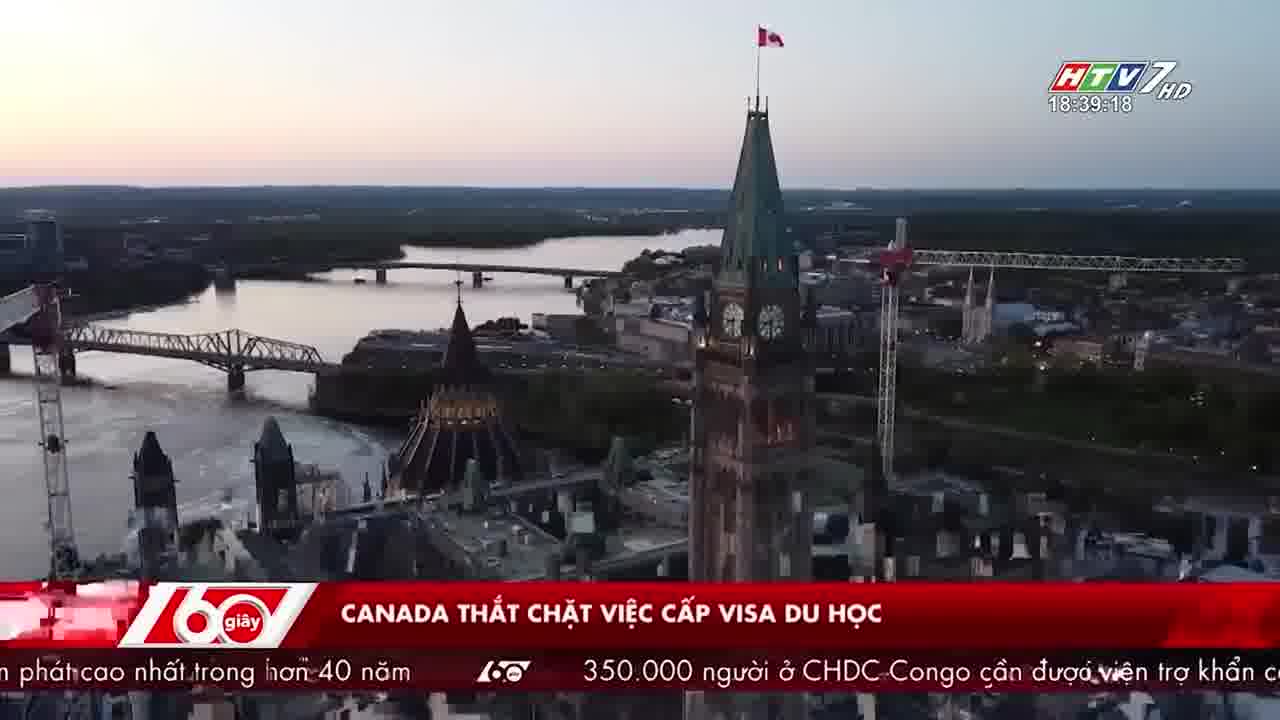 HTV7 HD
18:39:18
60 giây
CANADA THẮT CHẶT VIỆC CẤP VISA DU HỌC
phát cao nhất trong hơn 40 năm
60 giây
350.000 người ở CHDC Congo cần được viện trợ khẩn